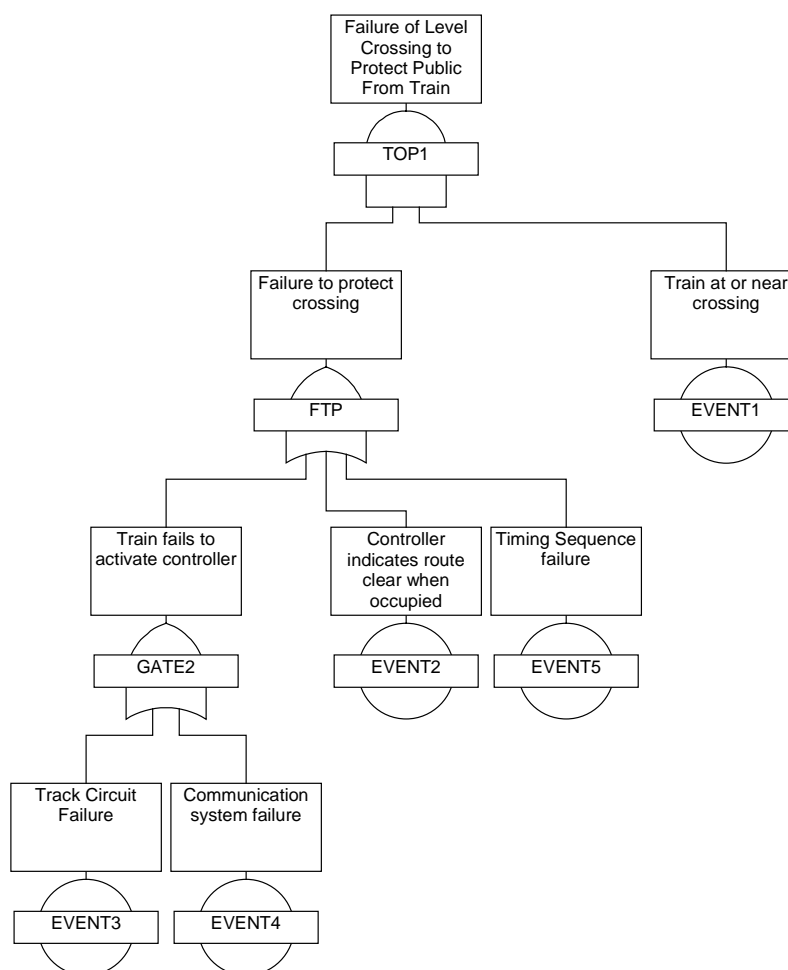 Failure of Level
Crossing to
Protect Public
From Train
TOP1
Failure to protect
crossing
Train at or near
crossing
FTP
EVENT1
Train fails to
activate controller
Controller
indicates route
clear when
occupied
Timing Sequence
failure
GATE2
EVENT2
EVENT5
Track Circuit
Failure
Communication
system failure
EVENT3
EVENT4